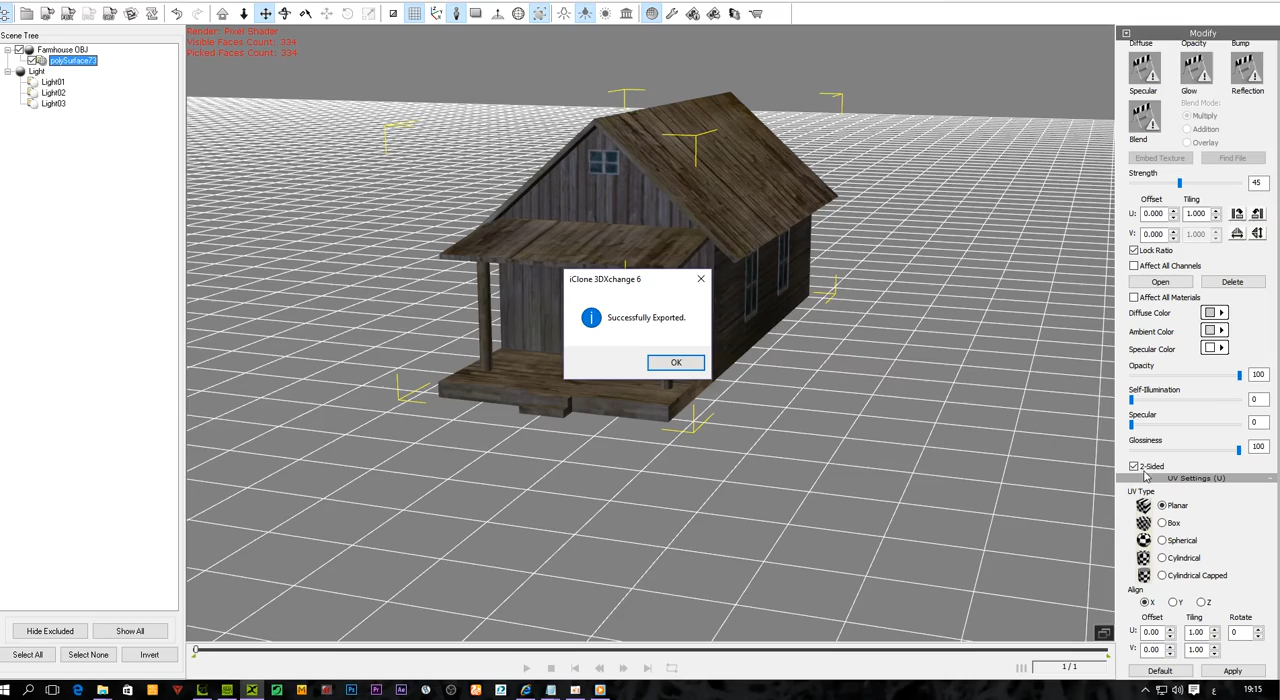 Scene Tree
Farmhouse OBJ
polySurface73
Light
Light01
Light02
Light03
Hide Excluded
Show All
Select All
Select None
Invert
Render: Pixel Shader
Visible Faces Count: 334
Picked Faces Count: 334
iClone 3DXchange 6
Successfully Exported.
OK
1 / 1
Modify
Diffuse
Opacity
Bump
Specular
Glow
Reflection
Blend
Blend Mode:
Multiply
Addition
Overlay
Embed Texture
Find File
Strength
45
Offset
Tiling
U:
0.000
1.000
V:
0.000
1.000
Lock Ratio
Affect All Channels
Open
Delete
Affect All Materials
Diffuse Color
Ambient Color
Specular Color
Opacity
100
Self-Illumination
0
Specular
0
Glossiness
100
2-Sided
UV Settings (U)
UV Type
Planar
Box
Spherical
Cylindrical
Cylindrical Capped
Align
X
Y
Z
Offset
Tiling
Rotate
U:
0.00
1.00
0
V:
0.00
1.00
Default
Apply
19:15